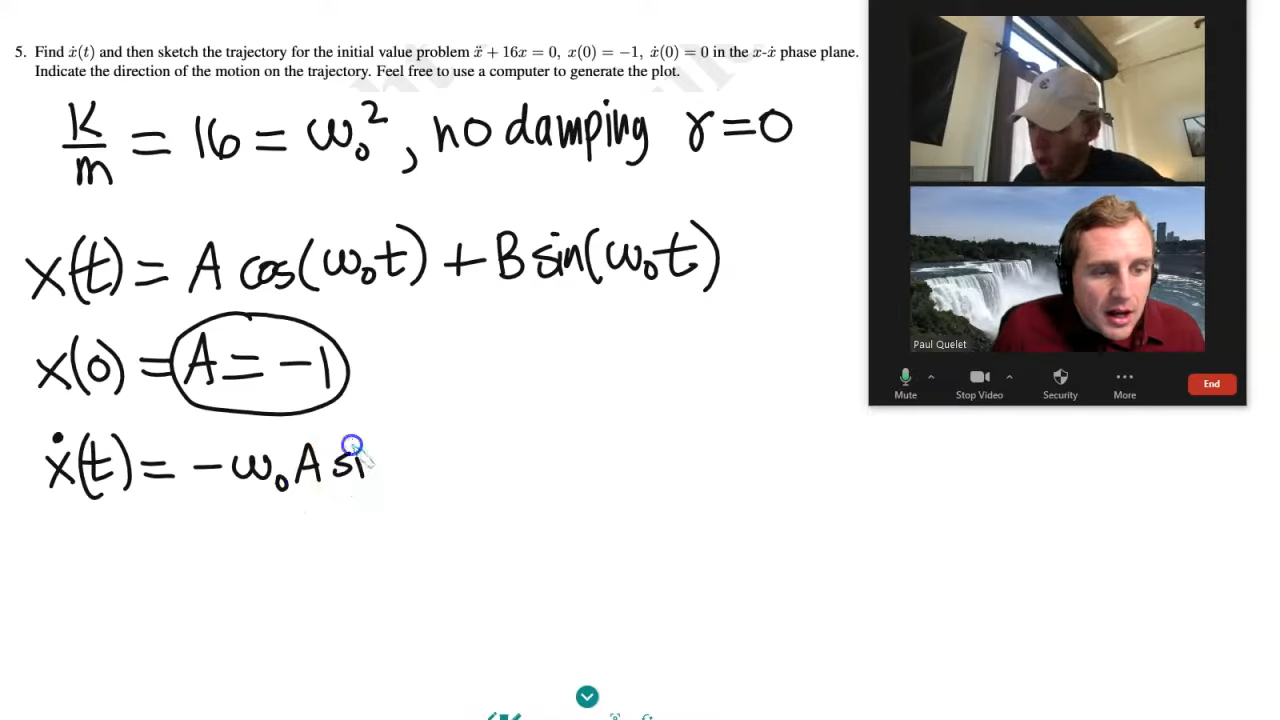 5. Find ẋ(t) and then sketch the trajectory for the initial value problem ẍ + 16x = 0, x(0) = −1, ẋ(0) = 0 in the x-ẋ phase plane.
Indicate the direction of the motion on the trajectory. Feel free to use a computer to generate the plot.
K/m = 16 = ω₀², no damping γ=0
x(t) = A cos(ω₀t) + B sin(ω₀t)
x(0) = A = −1
ẋ(t) = −ω₀ A si
Paul Quelet
Mute
Stop Video
Security
More
End